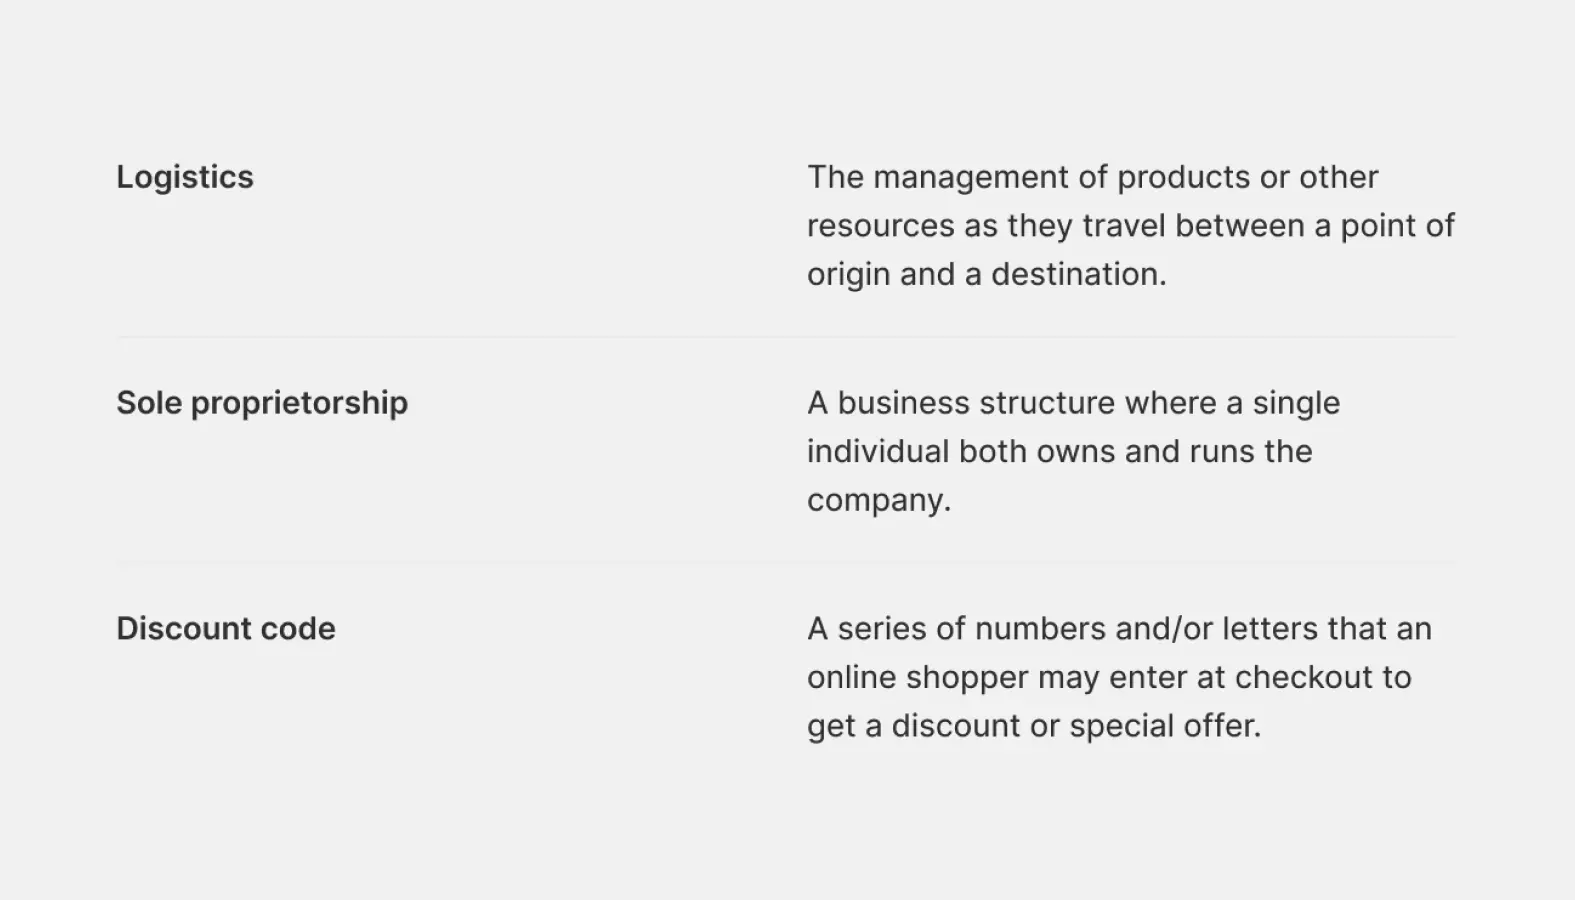 Logistics
The management of products or other
resources as they travel between a point of
origin and a destination.
Sole proprietorship
A business structure where a single
individual both owns and runs the
company.
Discount code
A series of numbers and/or letters that an
online shopper may enter at checkout to
get a discount or special offer.